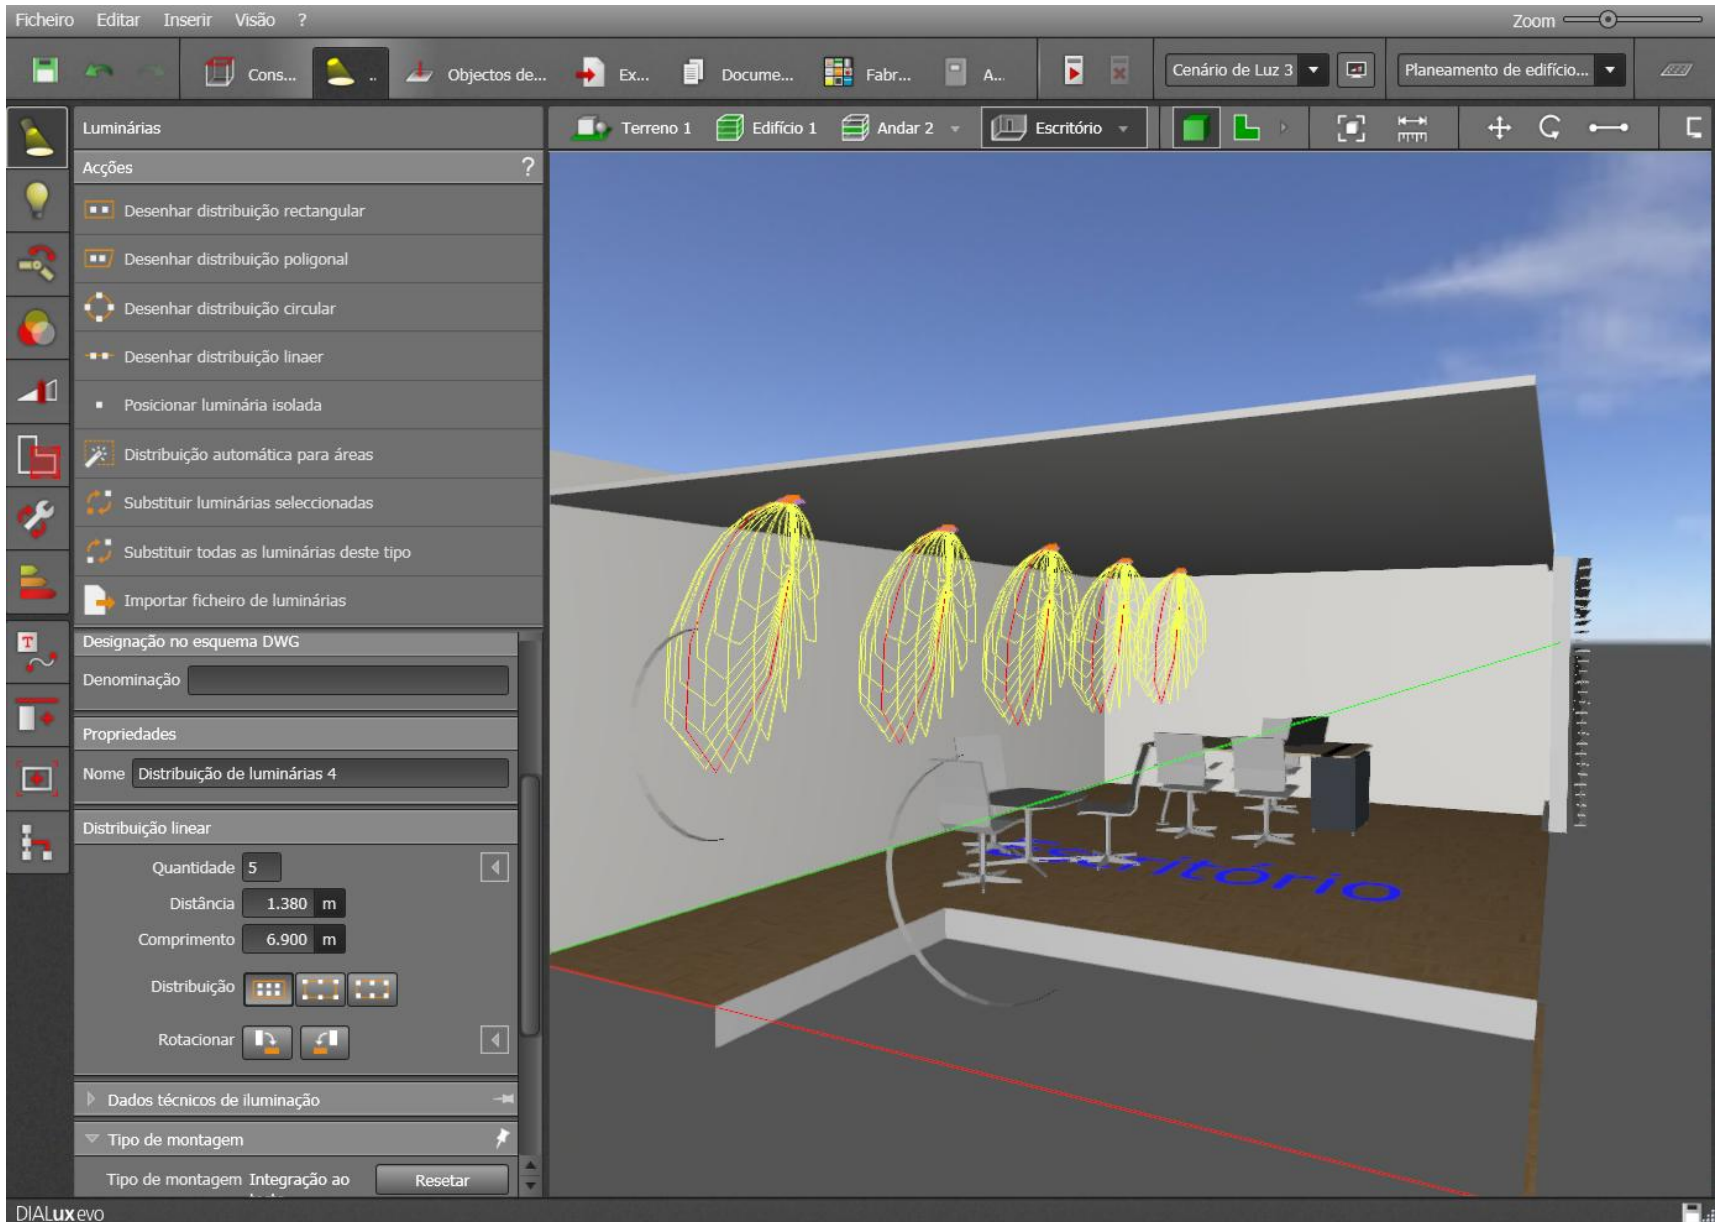 Ficheiro Editar Inserir Visão ?
Zoom
Cons... .. Objectos de... Ex... Docume... Fabr... A... Cenário de Luz 3 Planeamento de edifício...
Luminárias
Terreno 1 Edifício 1 Andar 2 Escritório
Acções ?
Desenhar distribuição rectangular
Desenhar distribuição poligonal
Desenhar distribuição circular
Desenhar distribuição linaer
Posicionar luminária isolada
Distribuição automática para áreas
Substituir luminárias seleccionadas
Substituir todas as luminárias deste tipo
Importar ficheiro de luminárias
Designação no esquema DWG
Denominação
Propriedades
Nome Distribuição de luminárias 4
Distribuição linear
Quantidade 5
Distância 1.380 m
Comprimento 6.900 m
Distribuição
Rotacionar
Dados técnicos de iluminação
Tipo de montagem
Tipo de montagem Integração ao
Resetar
Escritório
DIALux evo